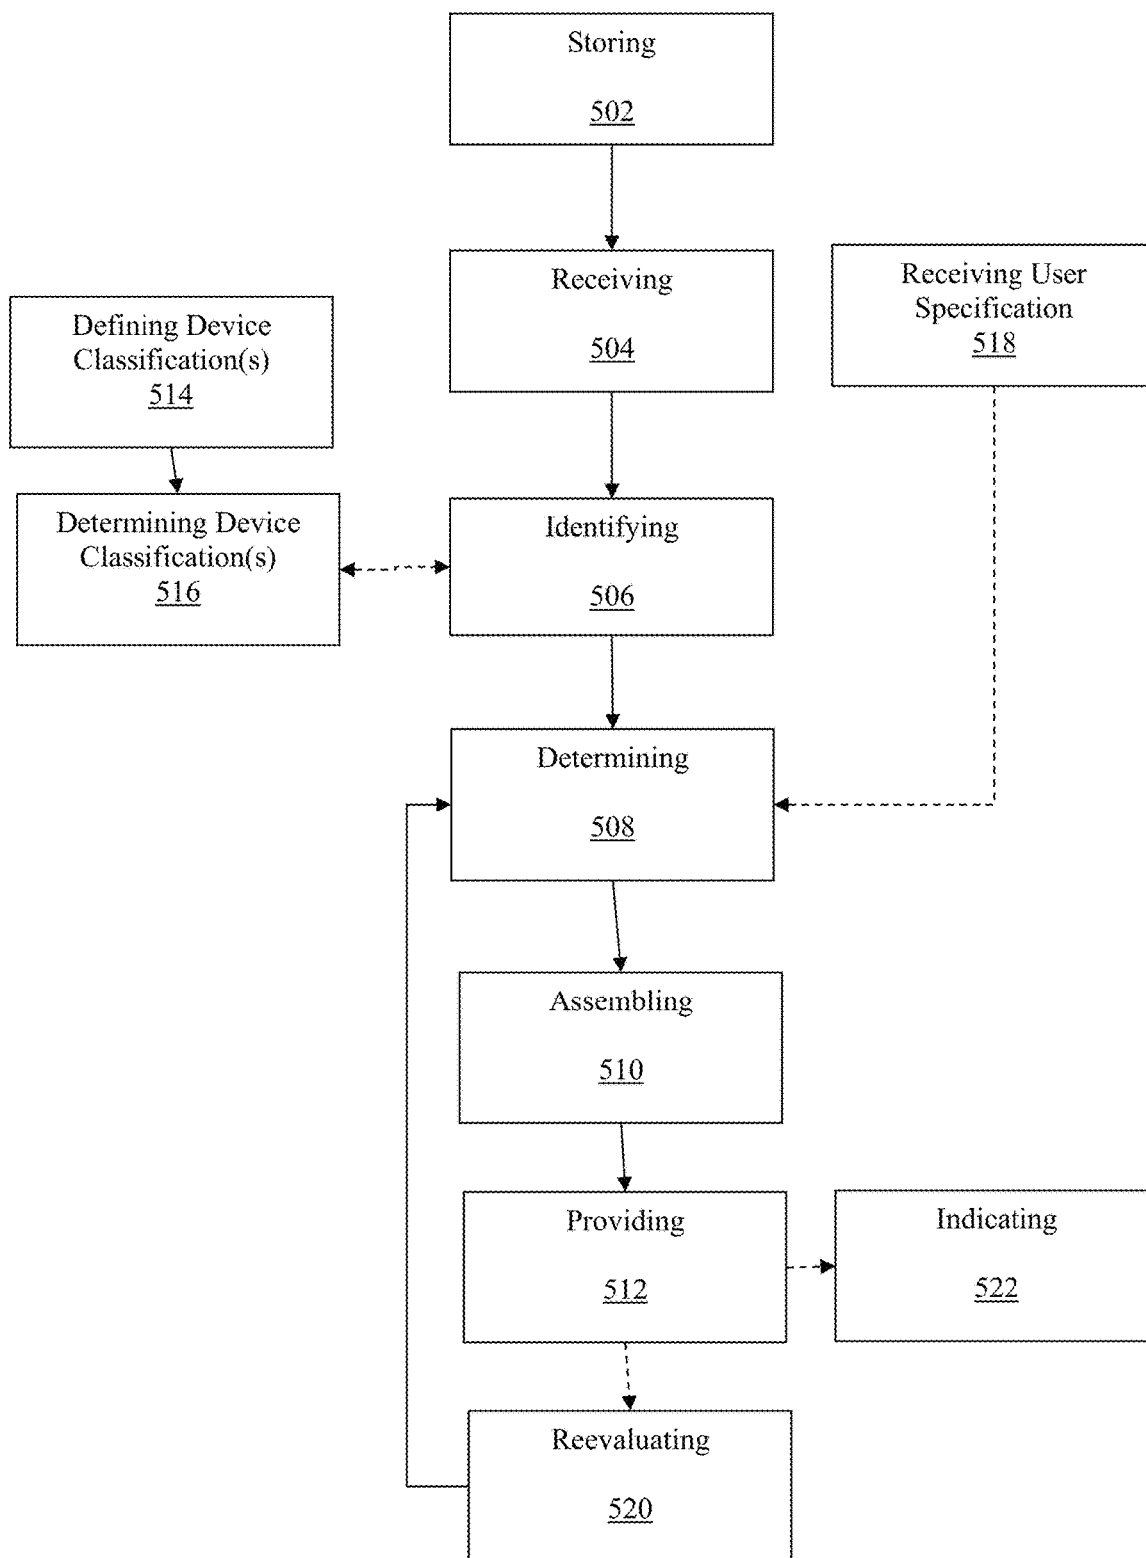 Storing
502
Receiving
504
Receiving User
Specification
518
Defining Device
Classification(s)
514
Determining Device
Classification(s)
516
Identifying
506
Determining
508
Assembling
510
Providing
512
Indicating
522
Reevaluating
520